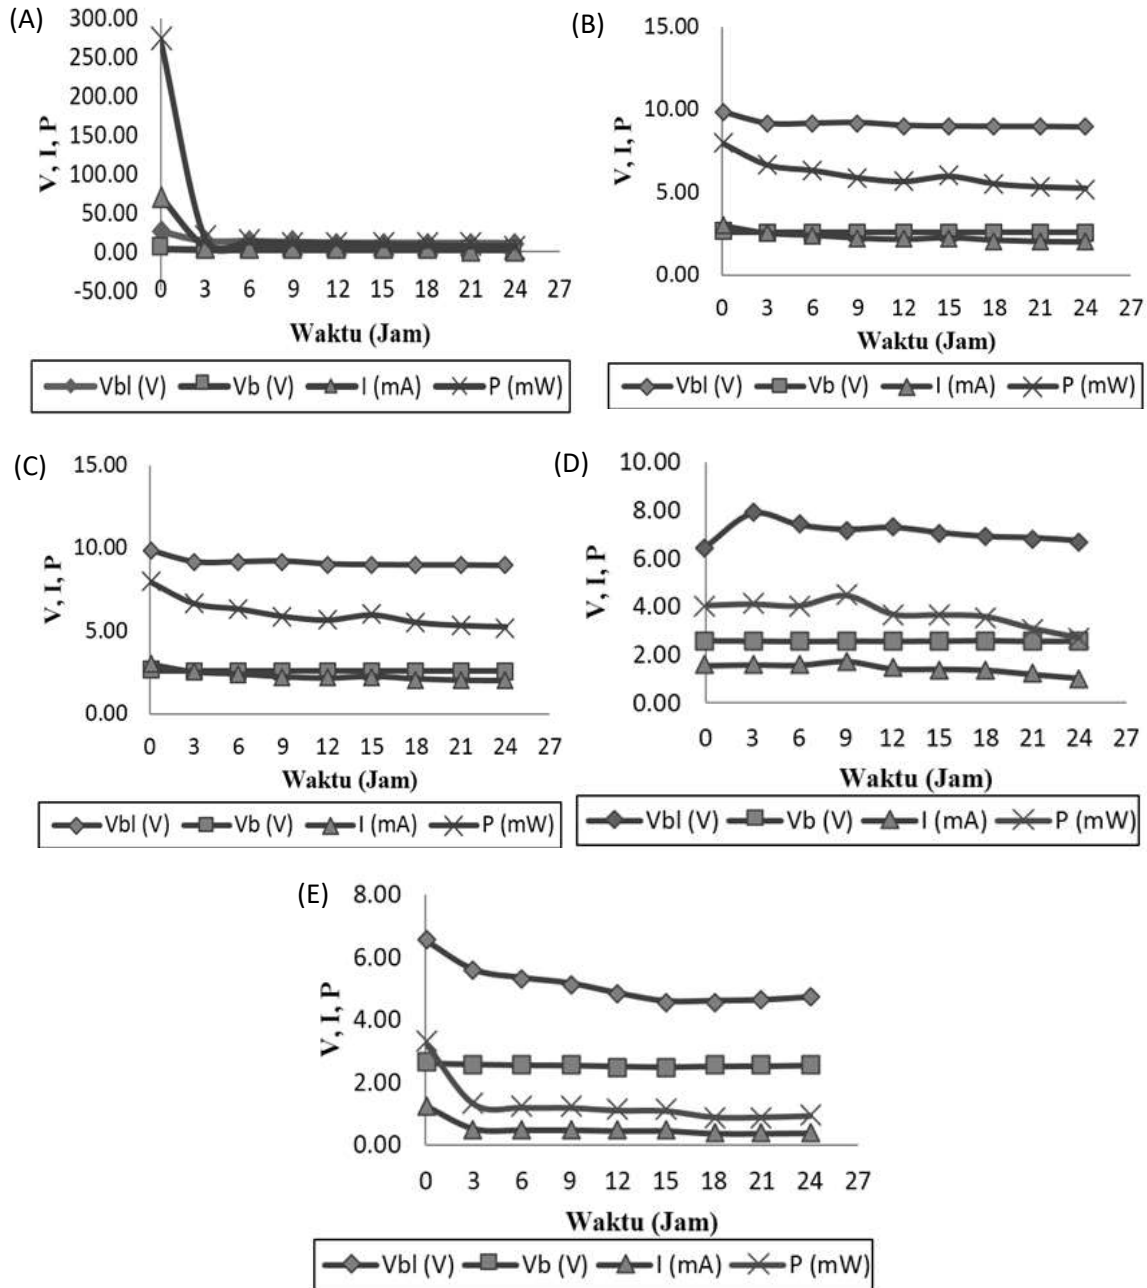 (A)
300.00
250.00
200.00
150.00
100.00
50.00
0.00
-50.00
V, I, P
0 3 6 9 12 15 18 21 24 27
Waktu (Jam)
Vbl (V) Vb (V) I (mA) P (mW)
(B)
15.00
10.00
5.00
0.00
V, I, P
0 3 6 9 12 15 18 21 24 27
Waktu (Jam)
Vbl (V) Vb (V) I (mA) P (mW)
(C)
15.00
10.00
5.00
0.00
V, I, P
0 3 6 9 12 15 18 21 24 27
Waktu (Jam)
Vbl (V) Vb (V) I (mA) P (mW)
(D)
10.00
8.00
6.00
4.00
2.00
0.00
V, I, P
0 3 6 9 12 15 18 21 24 27
Waktu (Jam)
Vbl (V) Vb (V) I (mA) P (mW)
(E)
8.00
6.00
4.00
2.00
0.00
V, I, P
0 3 6 9 12 15 18 21 24 27
Waktu (Jam)
Vbl (V) Vb (V) I (mA) P (mW)